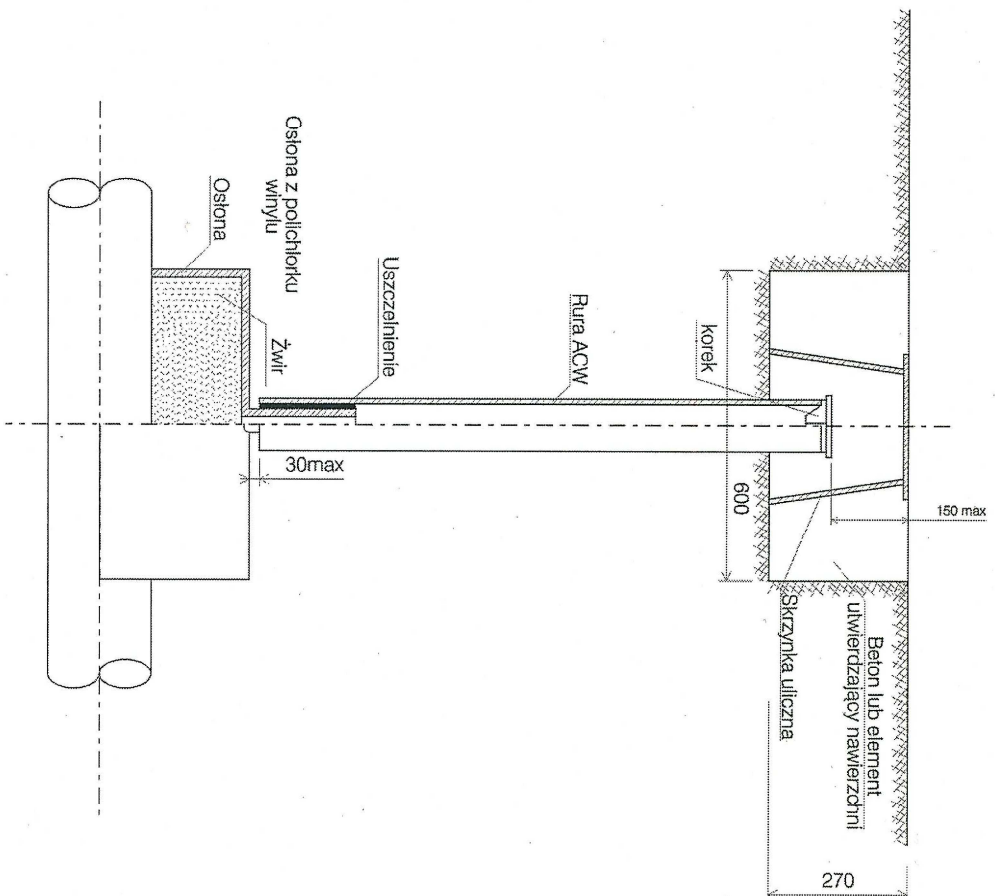 150 max
600
270
korek
Rura ACW
Uszczelnienie
Osłona z polichlorku
winylu
Osłona
Żwir
30max
Beton lub element
utwierdzający nawierzchni
Skrzynka uliczna